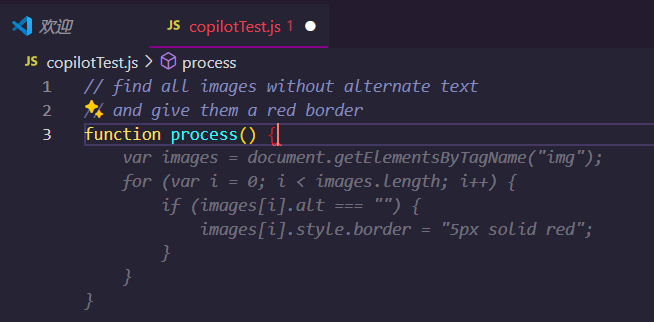 欢迎
JS copilotTest.js 1
JS copilotTest.js > process
1 // find all images without alternate text
2 // and give them a red border
3 function process() {
var images = document.getElementsByTagName("img");
for (var i = 0; i < images.length; i++) {
if (images[i].alt === "") {
images[i].style.border = "5px solid red";
}
}
}